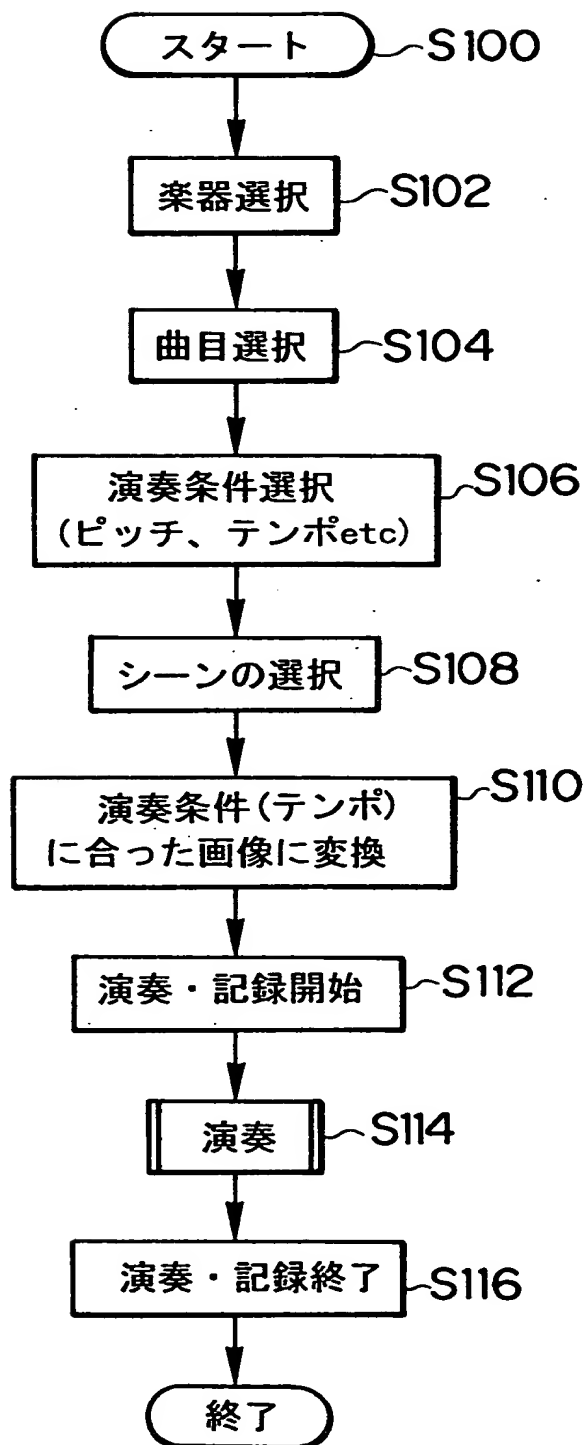 スタート
S100
楽器選択
S102
曲目選択
S104
演奏条件選択
(ピッチ、テンポetc)
S106
シーンの選択
S108
演奏条件(テンポ)
に合った画像に変換
S110
演奏・記録開始
S112
演奏
S114
演奏・記録終了
S116
終了